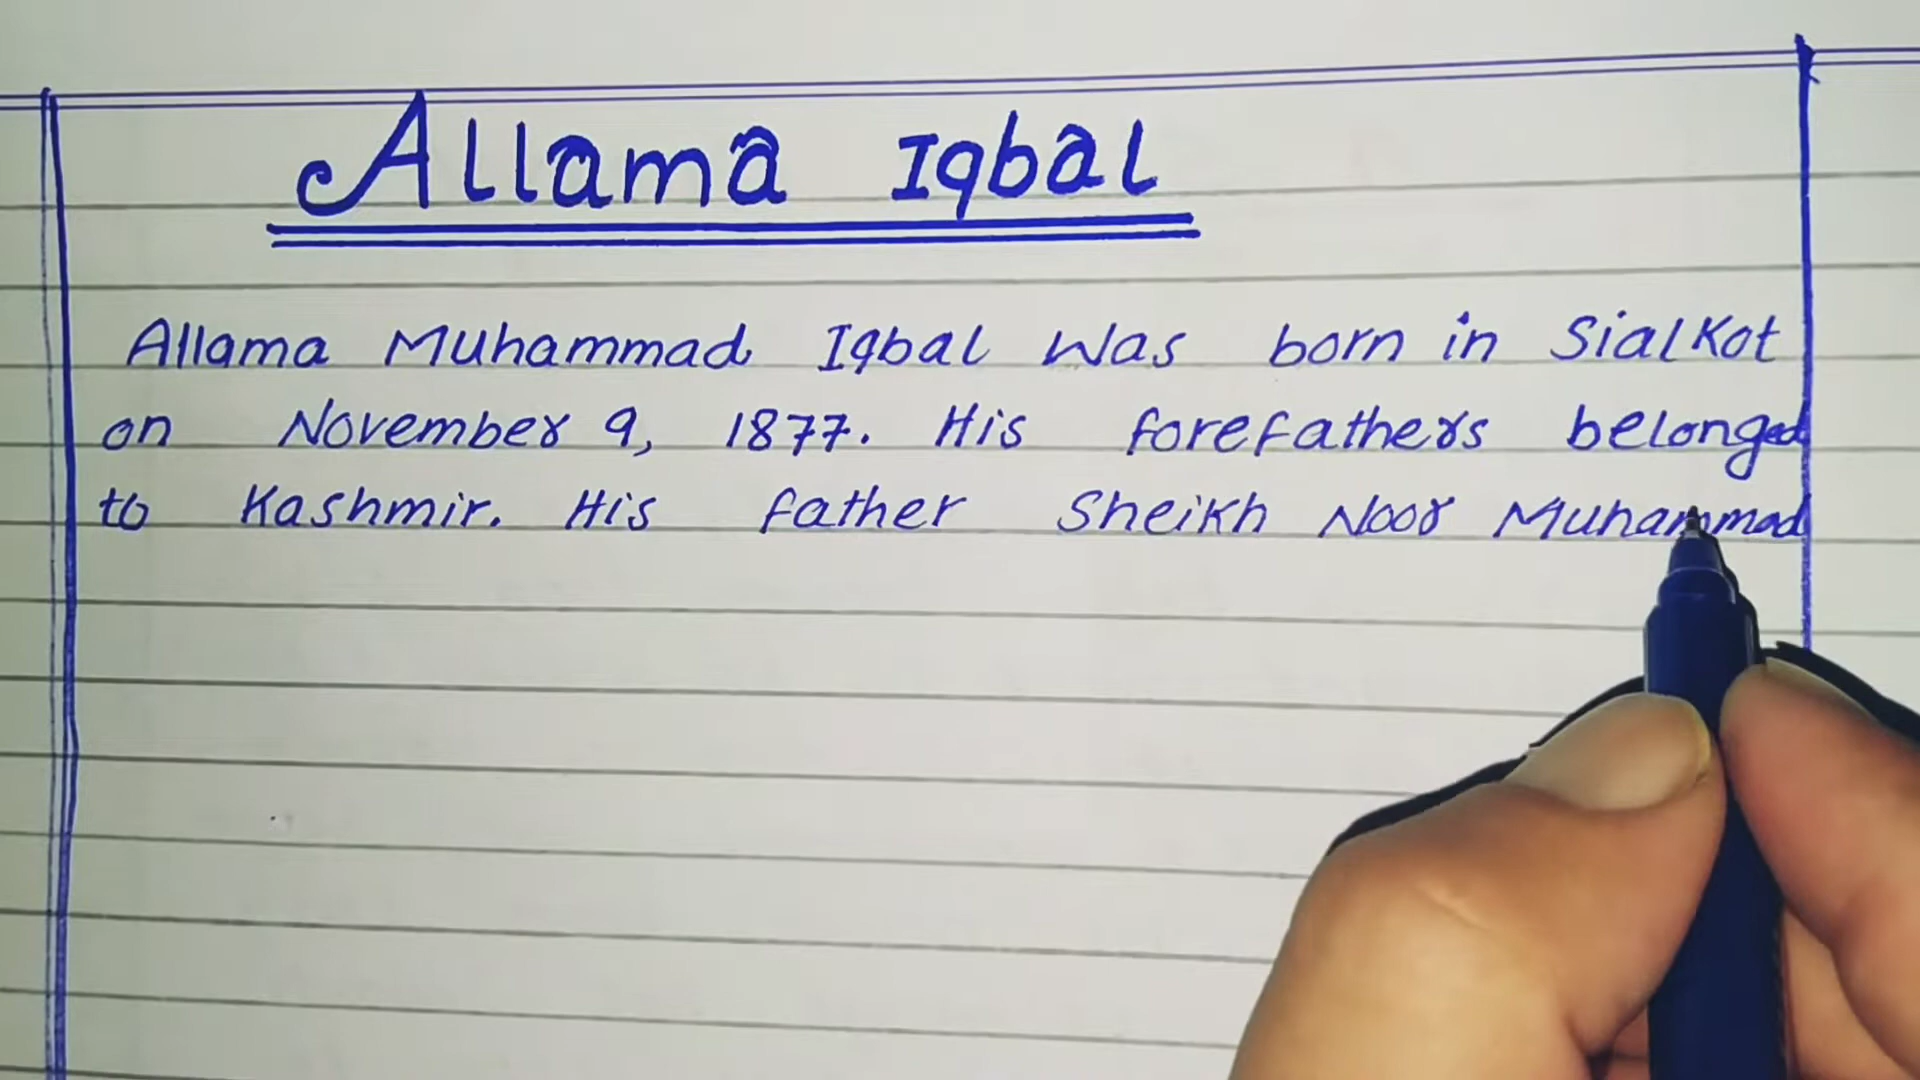 Allama Iqbal
Allama Muhammad Iqbal Was born in SialKot
on November 9, 1877. His forefathers belonged
to Kashmir. His father Sheikh Noor Muhammad